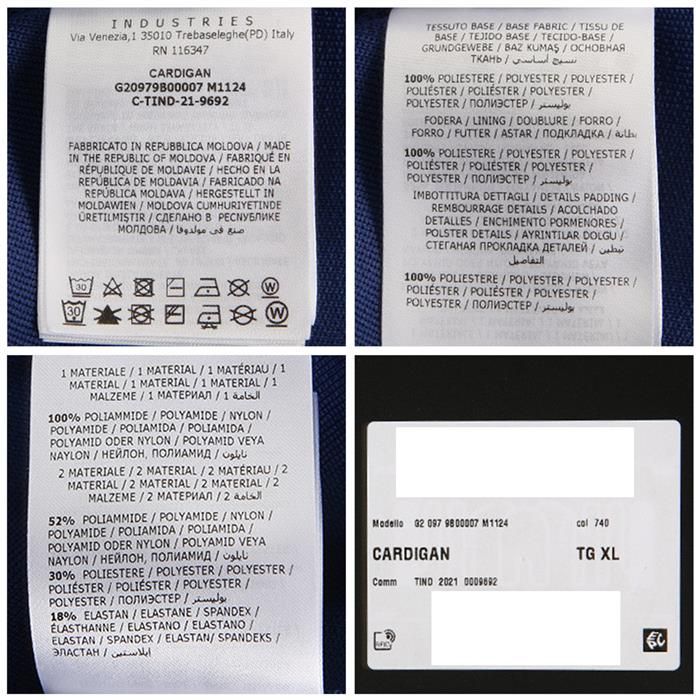 INDUSTRIES
Via Venezia,1 35010 Trebaseleghe(PD) Italy
RN 116347
CARDIGAN
G20979B00007 M1124
C-TIND-21-9692
FABBRICATO IN REPUBBLICA MOLDOVA / MADE
IN THE REPUBLIC OF MOLDOVA / FABRIQUÉ EN
RÉPUBLIQUE DE MOLDAVIE / HECHO EN LA
REPÚBLICA DE MOLDAVIA / FABRICADO NA
REPÚBLICA MOLDAVA / HERGESTELLT IN
MOLDAWIEN / MOLDOVA CUMHURIYETINDE
ÜRETILMIŞTIR / СДЕЛАНО В РЕСПУБЛИКЕ
МОЛДОВА / صنع في مولدوفا
30
W
30
W
TESSUTO BASE / BASE FABRIC / TISSU DE
BASE / TEJIDO BASE / TECIDO-BASE /
GRUNDGEWEBE / BAZ KUMAŞ / ОСНОВНАЯ
ТКАНЬ / نسيج أساسي
100% POLIESTERE / POLYESTER / POLYESTER /
POLIÉSTER / POLIÉSTER / POLYESTER /
POLYESTER / ПОЛИЭСТЕР / بوليستر
FODERA / LINING / DOUBLURE / FORRO /
FORRO / FUTTER / ASTAR / ПОДКЛАДКА / بطانة
100% POLIESTERE / POLYESTER / POLYESTER /
POLIÉSTER / POLIÉSTER / POLYESTER /
POLYESTER / ПОЛИЭСТЕР / بوليستر
IMBOTTITURA DETTAGLI / DETAILS PADDING /
REMBOURRAGE DETAILS / ACOLCHADO
DETALLES / ENCHIMENTO PORMENORES /
POLSTER DETAILS / AYRINTILAR DOLGU /
СТЕГАНАЯ ПРОКЛАДКА ДЕТАЛЕЙ / تبطين
التفاصيل
100% POLIESTERE / POLYESTER / POLYESTER /
POLIÉSTER / POLIÉSTER / POLYESTER /
POLYESTER / ПОЛИЭСТЕР / بوليستر
1 MATERIALE / 1 MATERIAL / 1 MATÉRIAU / 1
MATERIAL / 1 MATERIAL / 1 MATERIAL / 1
MALZEME / 1 МАТЕРИАЛ / 1 الخامة
100% POLIAMMIDE / POLYAMIDE / NYLON /
POLYAMIDE / POLIAMIDA / POLIAMIDA /
POLYAMID ODER NYLON / POLYAMID VEYA
NAYLON / НЕЙЛОН, ПОЛИАМИД / نايلون
2 MATERIALE / 2 MATERIAL / 2 MATÉRIAU / 2
MATERIAL / 2 MATERIAL / 2 MATERIAL / 2
MALZEME / 2 МАТЕРИАЛ / 2 الخامة
52% POLIAMMIDE / POLYAMIDE / NYLON /
POLYAMIDE / POLIAMIDA / POLIAMIDA /
POLYAMID ODER NYLON / POLYAMID VEYA
NAYLON / НЕЙЛОН, ПОЛИАМИД / نايلون
30% POLIESTERE / POLYESTER / POLYESTER /
POLIÉSTER / POLIÉSTER / POLYESTER /
POLYESTER / ПОЛИЭСТЕР / بوليستر
18% ELASTAN / ELASTANE / SPANDEX /
ÉLASTHANNE / ELASTANO / ELASTANO /
ELASTAN / SPANDEX / ELASTAN/ SPANDEKS /
ЭЛАСТАН / إيلاستين
Modello G2 097 9B00007 M1124 col 740
CARDIGAN TG XL
Comm TIND 2021 0009692
RFID